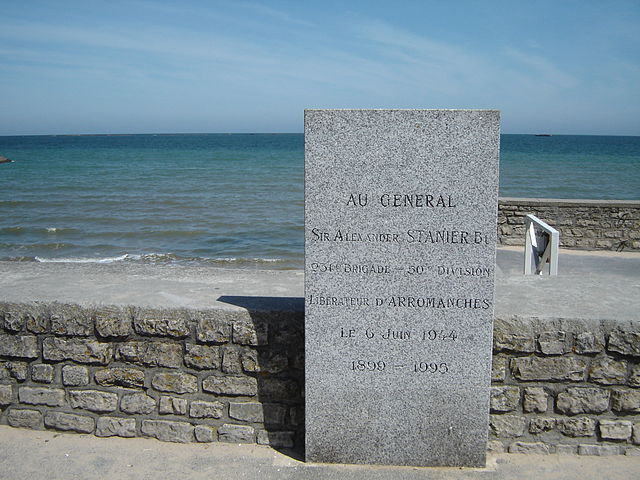 AU GENERAL
SIR ALEXANDER STANIER Bt
231e BRIGADE - 50e DIVISION
LIBERATEUR D'ARROMANCHES
LE 6 JUIN 1944
1899 - 1995